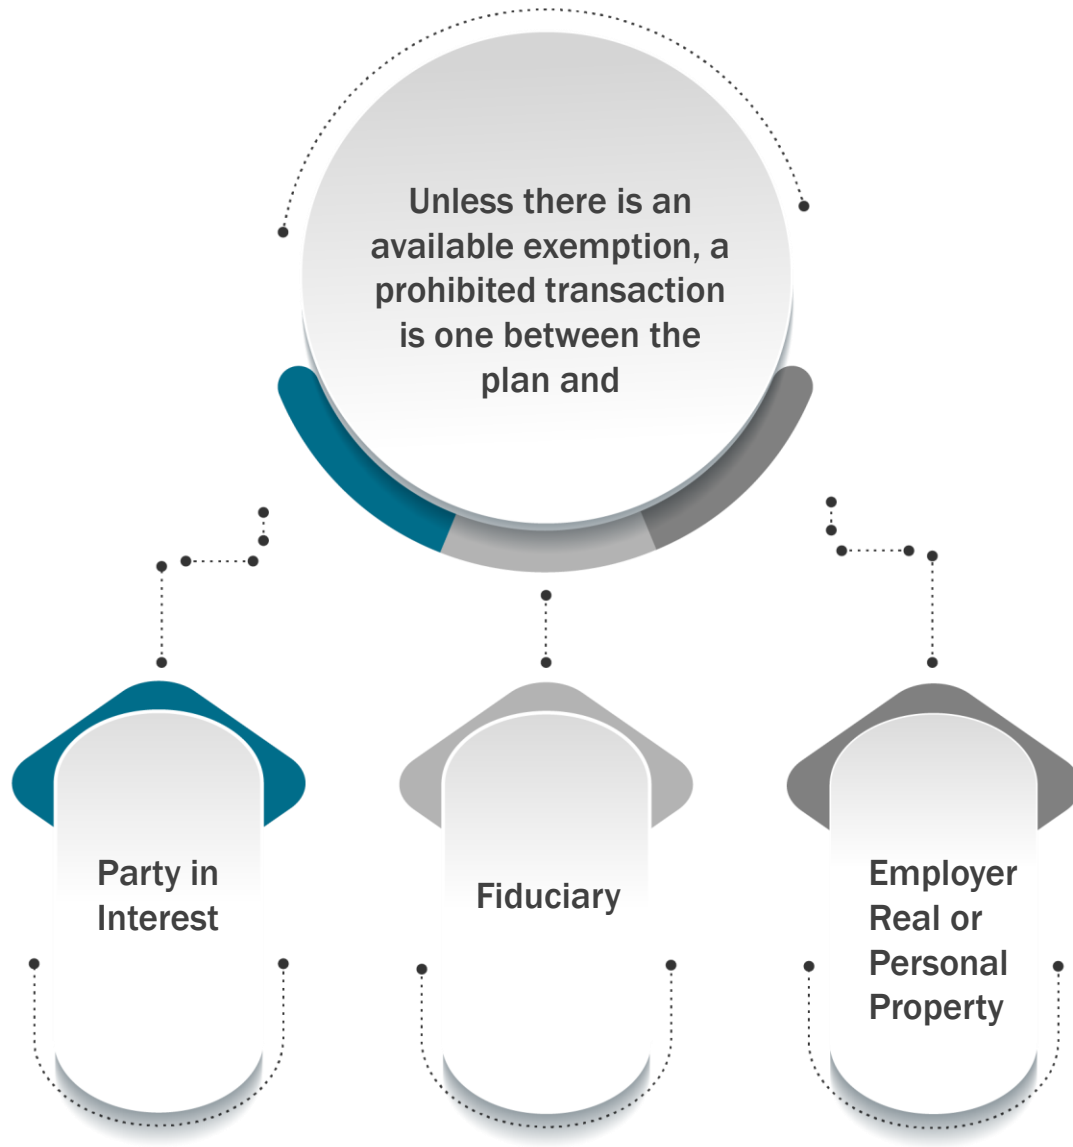 Unless there is an
available exemption, a
prohibited transaction
is one between the
plan and
Party in
Interest
Fiduciary
Employer
Real or
Personal
Property